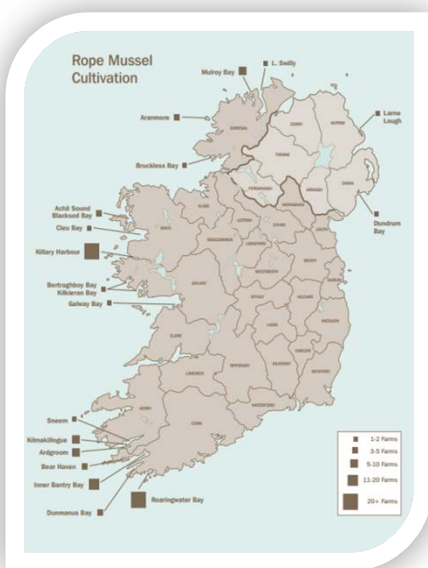 Rope Mussel
Cultivation
Mulroy Bay
L. Swilly
Aranmore
Larne
Lough
Bruckless Bay
Dundrum
Bay
Achil Sound
Blacksod Bay
Clew Bay
Killary Harbour
Bertraghboy Bay
Kilkieran Bay
Galway Bay
DONEGAL
DERRY
ANTRIM
TYRONE
FERMANAGH
ARMAGH
DOWN
MONAGHAN
SLIGO
LEITRIM
CAVAN
LOUTH
MAYO
ROSCOMMON
LONGFORD
MEATH
WESTMEATH
GALWAY
OFFALY
KILDARE
DUBLIN
LAOIS
WICKLOW
CLARE
CARLOW
TIPPERARY
KILKENNY
WEXFORD
LIMERICK
WATERFORD
KERRY
CORK
Sneem
Kilmakillogue
Ardgroom
Bear Haven
Inner Bantry Bay
Dunmanus Bay
Roaringwater Bay
1-2 Farms
3-5 Farms
5-10 Farms
11-20 Farms
20+ Farms